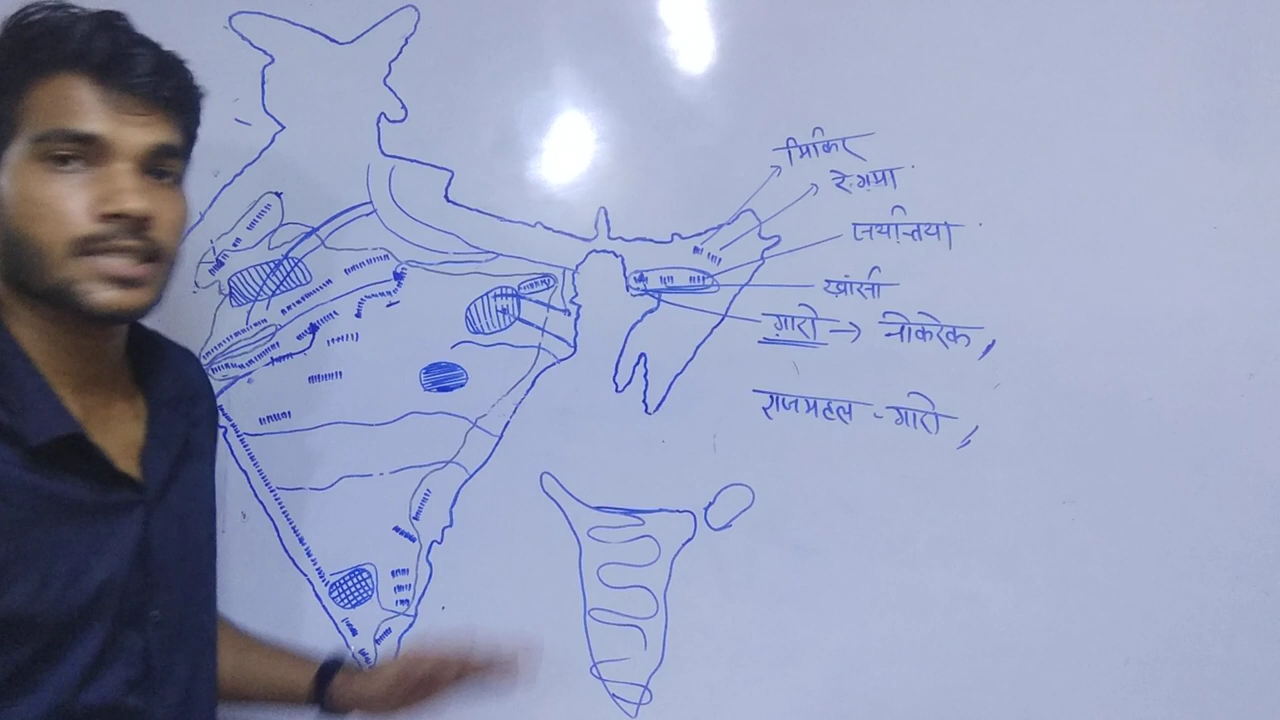 मिकिर
रेंगमा
जयन्तिया
खांसी
गारो → नोकरेक,
राजमहल - गारो,